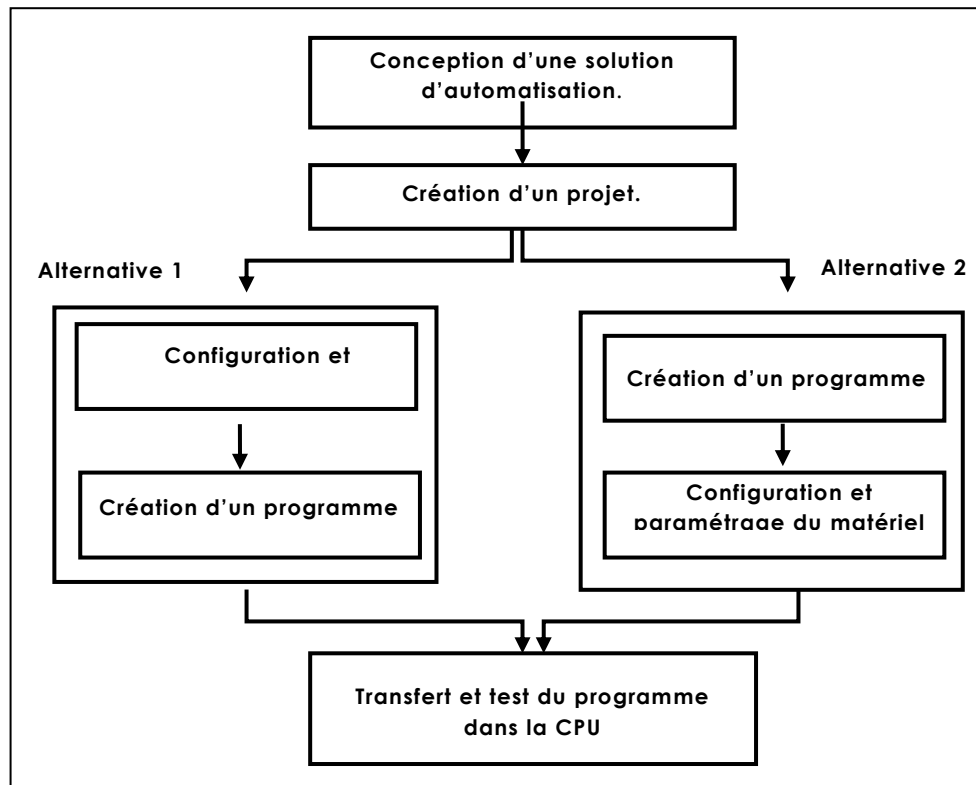 Conception d’une solution
d’automatisation.
Création d’un projet.
Alternative 1
Alternative 2
Configuration et
Création d’un programme
Création d’un programme
Configuration et
paramétrage du matériel
Transfert et test du programme
dans la CPU